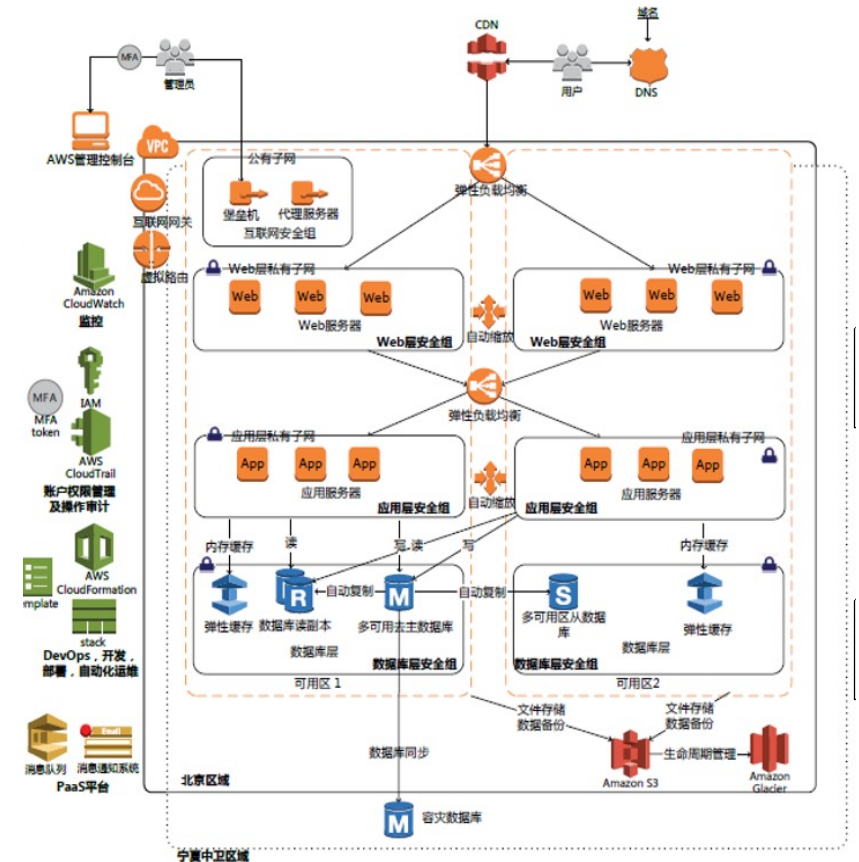 域名
CDN
MFA
管理员
用户
DNS
AWS管理控制台
VPC
公有子网
弹性负载均衡
堡垒机
代理服务器
互联网安全组
互联网网关
虚拟路由
Web层私有子网
Web层私有子网
Web
Web
Web
Web
Web
Web
Amazon
CloudWatch
监控
Web服务器
Web服务器
自动缩放
Web层安全组
Web层安全组
MFA
MFA
token
IAM
弹性负载均衡
AWS
CloudTrail
账户权限管理
及操作审计
应用层私有子网
应用层私有子网
App
App
App
App
App
App
应用服务器
应用服务器
自动缩放
应用层安全组
应用层安全组
内存缓存
读
写
读
写
内存缓存
AWS
CloudFormation
emplate
stack
DevOps，开发，
部署，自动化运维
R
M
S
自动复制
自动复制
弹性缓存
数据库读副本
多可用去主数据库
多可用区从数据
库
弹性缓存
数据库层
数据库层
数据库层安全组
数据库层安全组
可用区 1
可用区2
文件存储
数据备份
文件存储
数据备份
Email
消息队列
消息通知系统
PaaS平台
数据库同步
生命周期管理
Amazon S3
Amazon
Glacier
北京区域
M
容灾数据库
宁夏中卫区域